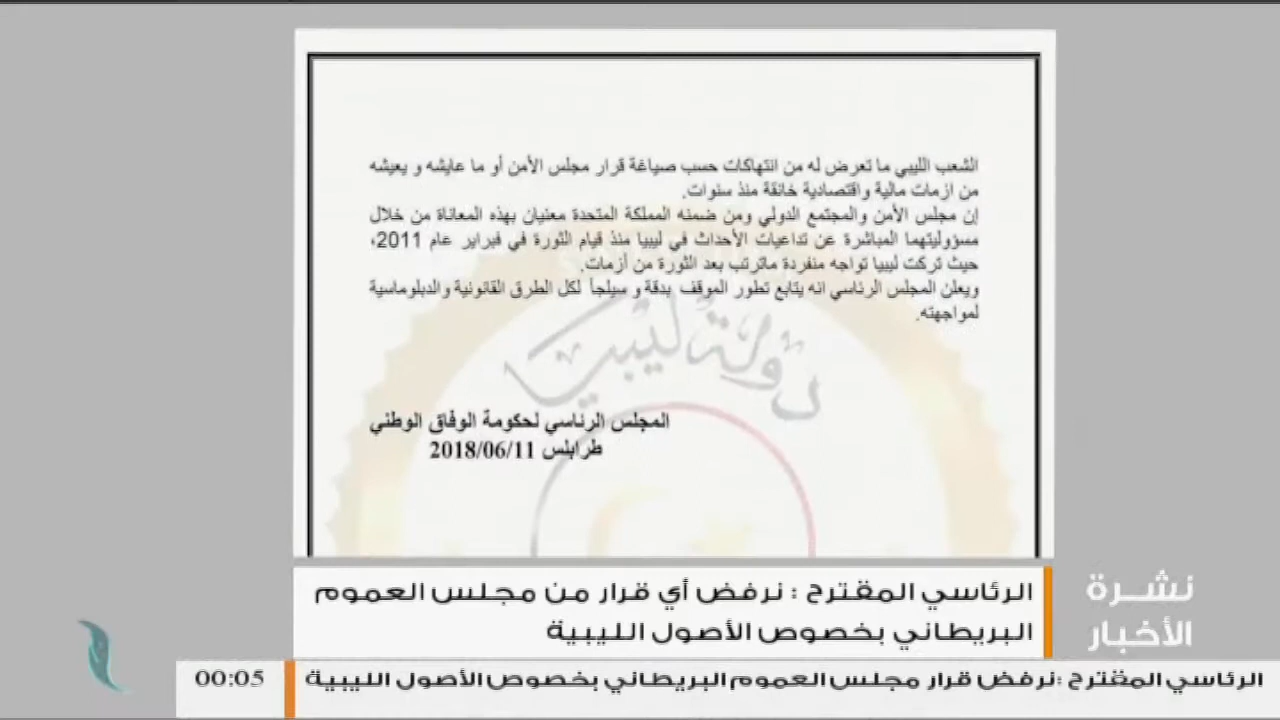 الشعب الليبي ما تعرض له من انتهاكات حسب صياغة قرار مجلس الأمن أو ما عايشه و يعيشه
من ازمات مالية واقتصادية خانقة منذ سنوات.
إن مجلس الأمن والمجتمع الدولي ومن ضمنه المملكة المتحدة معنيان بهذه المعاناة من خلال
مسؤوليتهما المباشرة عن تداعيات الأحداث في ليبيا منذ قيام الثورة في فبراير عام 2011،
حيث تركت ليبيا تواجه منفردة ماترتب بعد الثورة من أزمات.
ويعلن المجلس الرئاسي انه يتابع تطور الموقف بدقة و سيلجأ لكل الطرق القانونية والدبلوماسية
لمواجهته.
دولة ليبيا
المجلس الرئاسي لحكومة الوفاق الوطني
طرابلس 2018/06/11
الرئاسي المقترح : نرفض أي قرار من مجلس العموم
البريطاني بخصوص الأصول الليبية
نشرة
الأخبار
الرئاسي المقترح :نرفض قرار مجلس العموم البريطاني بخصوص الأصول الليبية
00:05